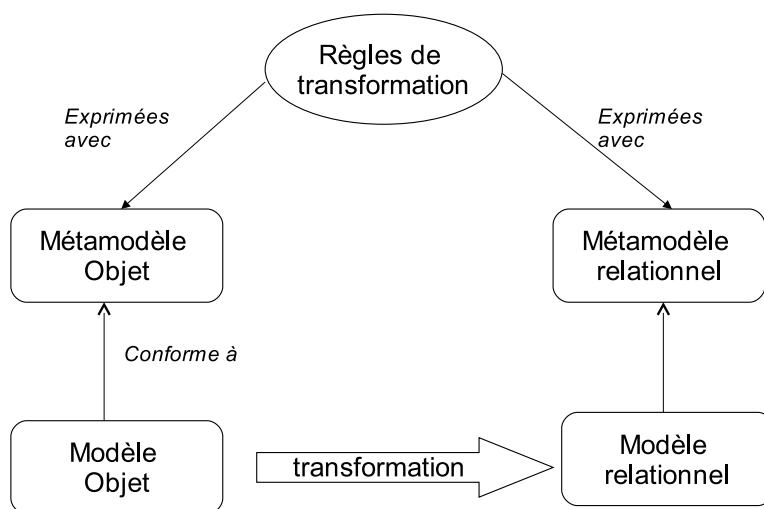 Règles de
transformation
Exprimées
avec
Exprimées
avec
Métamodèle
Objet
Métamodèle
relationnel
Conforme à
Modèle
Objet
transformation
Modèle
relationnel